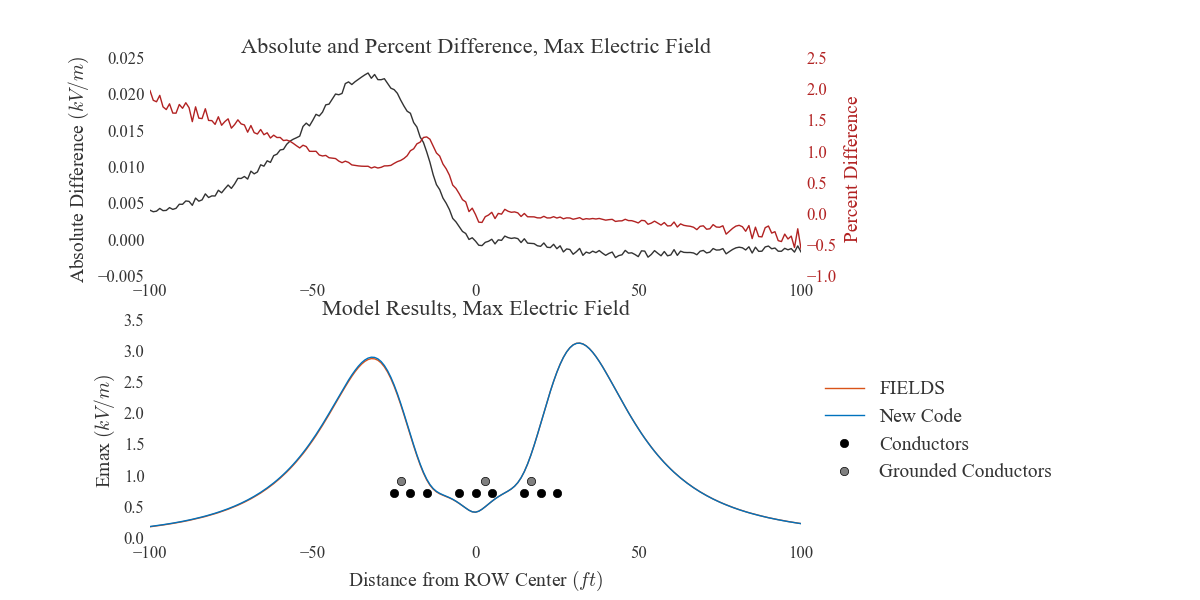 Absolute and Percent Difference, Max Electric Field
Absolute Difference (kV/m)
0.025
0.020
0.015
0.010
0.005
0.000
−0.005
2.5
2.0
1.5
1.0
0.5
0.0
−0.5
−1.0
Percent Difference
−100 −50 0 50 100
Model Results, Max Electric Field
Emax (kV/m)
3.5
3.0
2.5
2.0
1.5
1.0
0.5
0.0
−100 −50 0 50 100
Distance from ROW Center (ft)
FIELDS
New Code
Conductors
Grounded Conductors